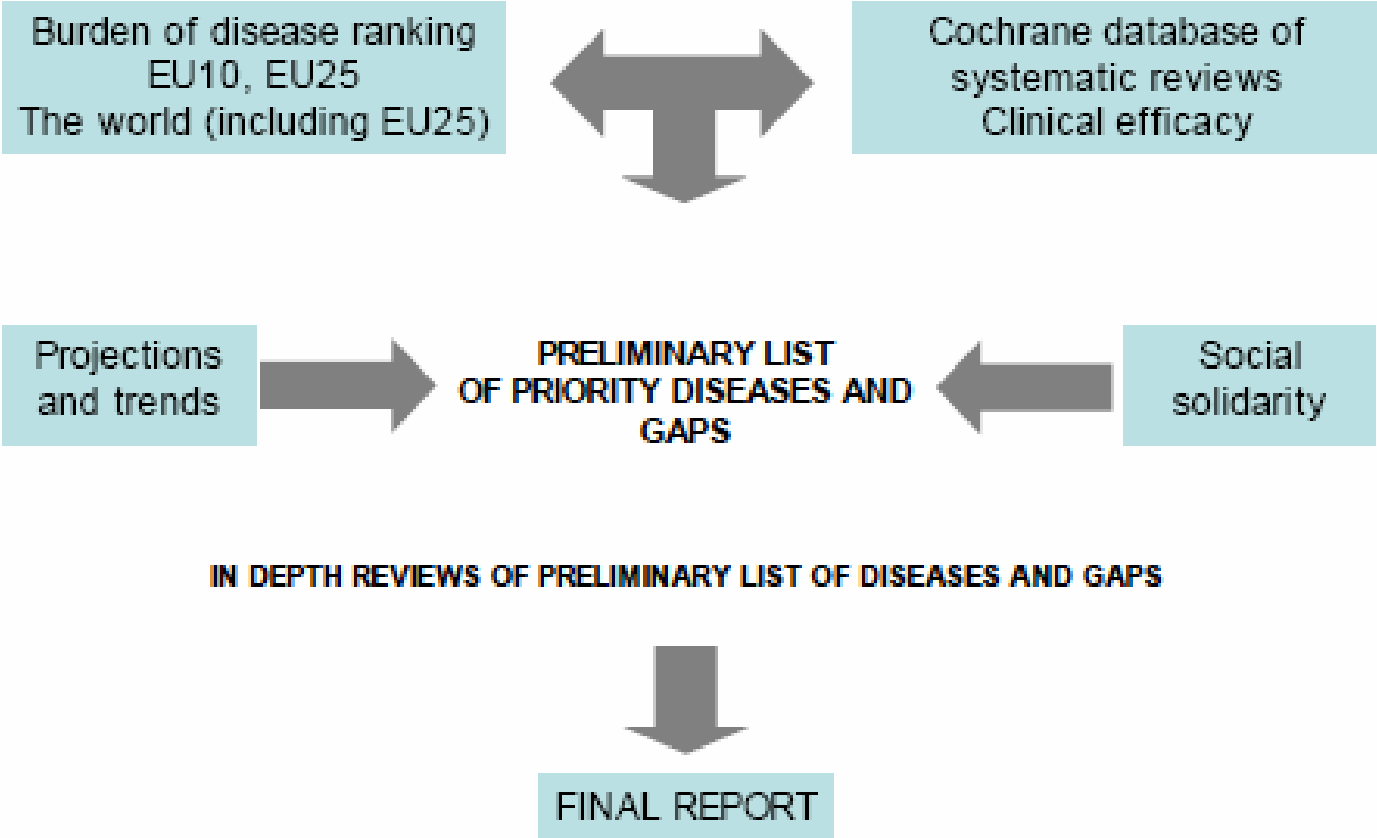 Burden of disease ranking
EU10, EU25
The world (including EU25)
Cochrane database of
systematic reviews
Clinical efficacy
Projections
and trends
PRELIMINARY LIST
OF PRIORITY DISEASES AND
GAPS
Social
solidarity
IN DEPTH REVIEWS OF PRELIMINARY LIST OF DISEASES AND GAPS
FINAL REPORT